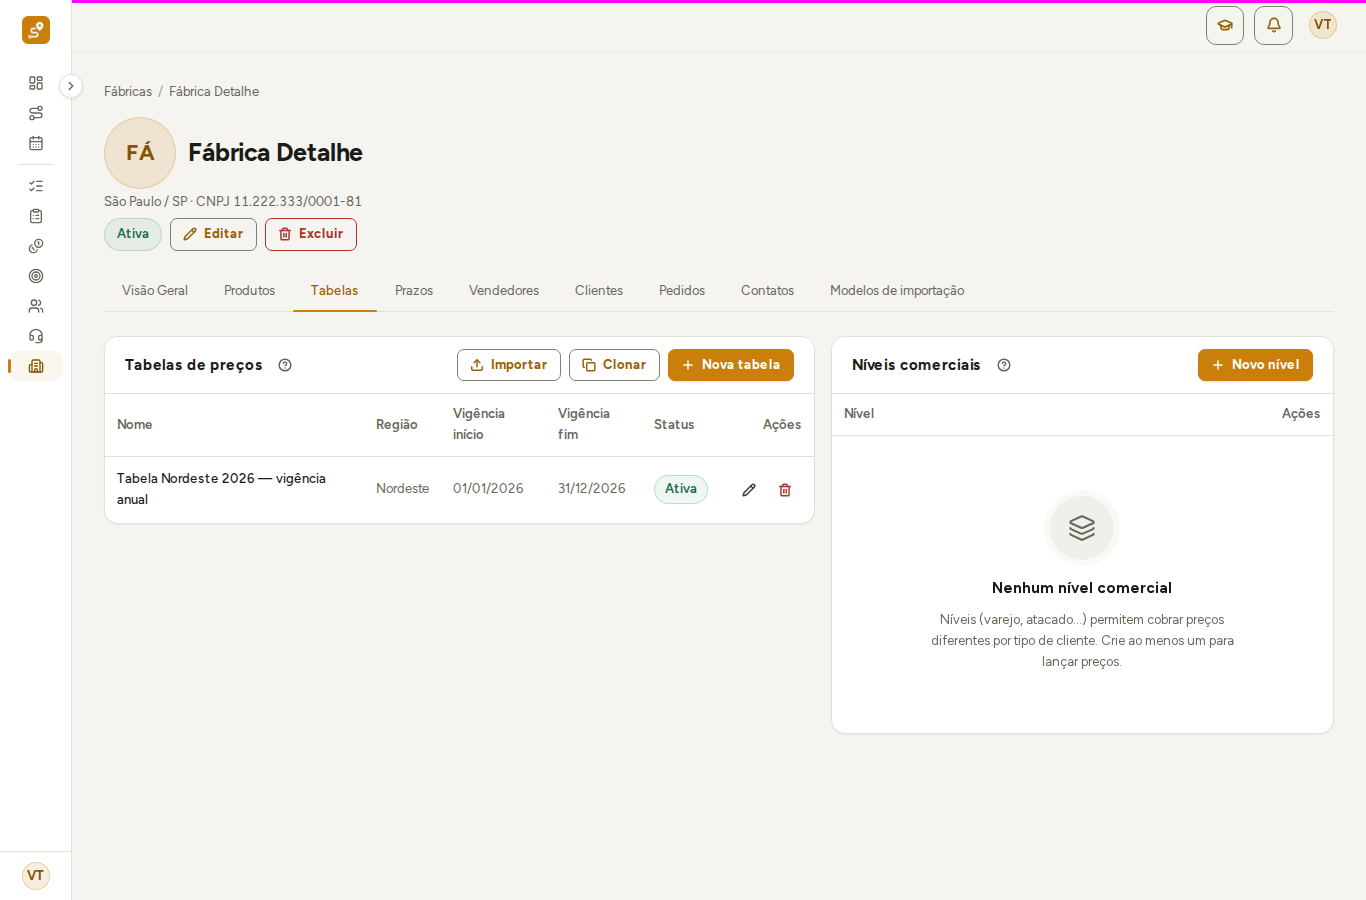 VT
Fábricas / Fábrica Detalhe
FÁ
Fábrica Detalhe
São Paulo / SP · CNPJ 11.222.333/0001-81
Ativa
Editar
Excluir
Visão Geral
Produtos
Tabelas
Prazos
Vendedores
Clientes
Pedidos
Contatos
Modelos de importação
Tabelas de preços
Importar
Clonar
Nova tabela
Nome
Região
Vigência
início
Vigência
fim
Status
Ações
Tabela Nordeste 2026 — vigência
anual
Nordeste
01/01/2026
31/12/2026
Ativa
Níveis comerciais
Novo nível
Nível
Ações
Nenhum nível comercial
Níveis (varejo, atacado...) permitem cobrar preços
diferentes por tipo de cliente. Crie ao menos um para
lançar preços.
VT